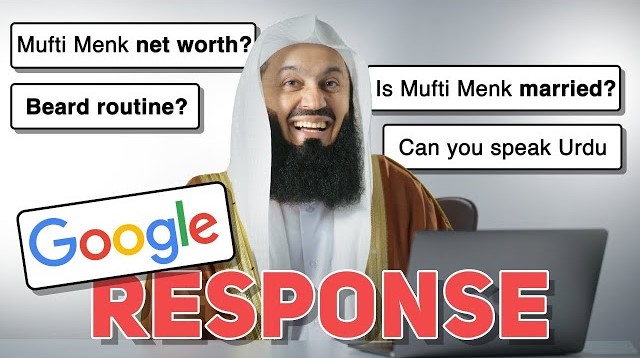 Mufti Menk net worth?
Beard routine?
Is Mufti Menk married?
Can you speak Urdu
Google
RESPONSE